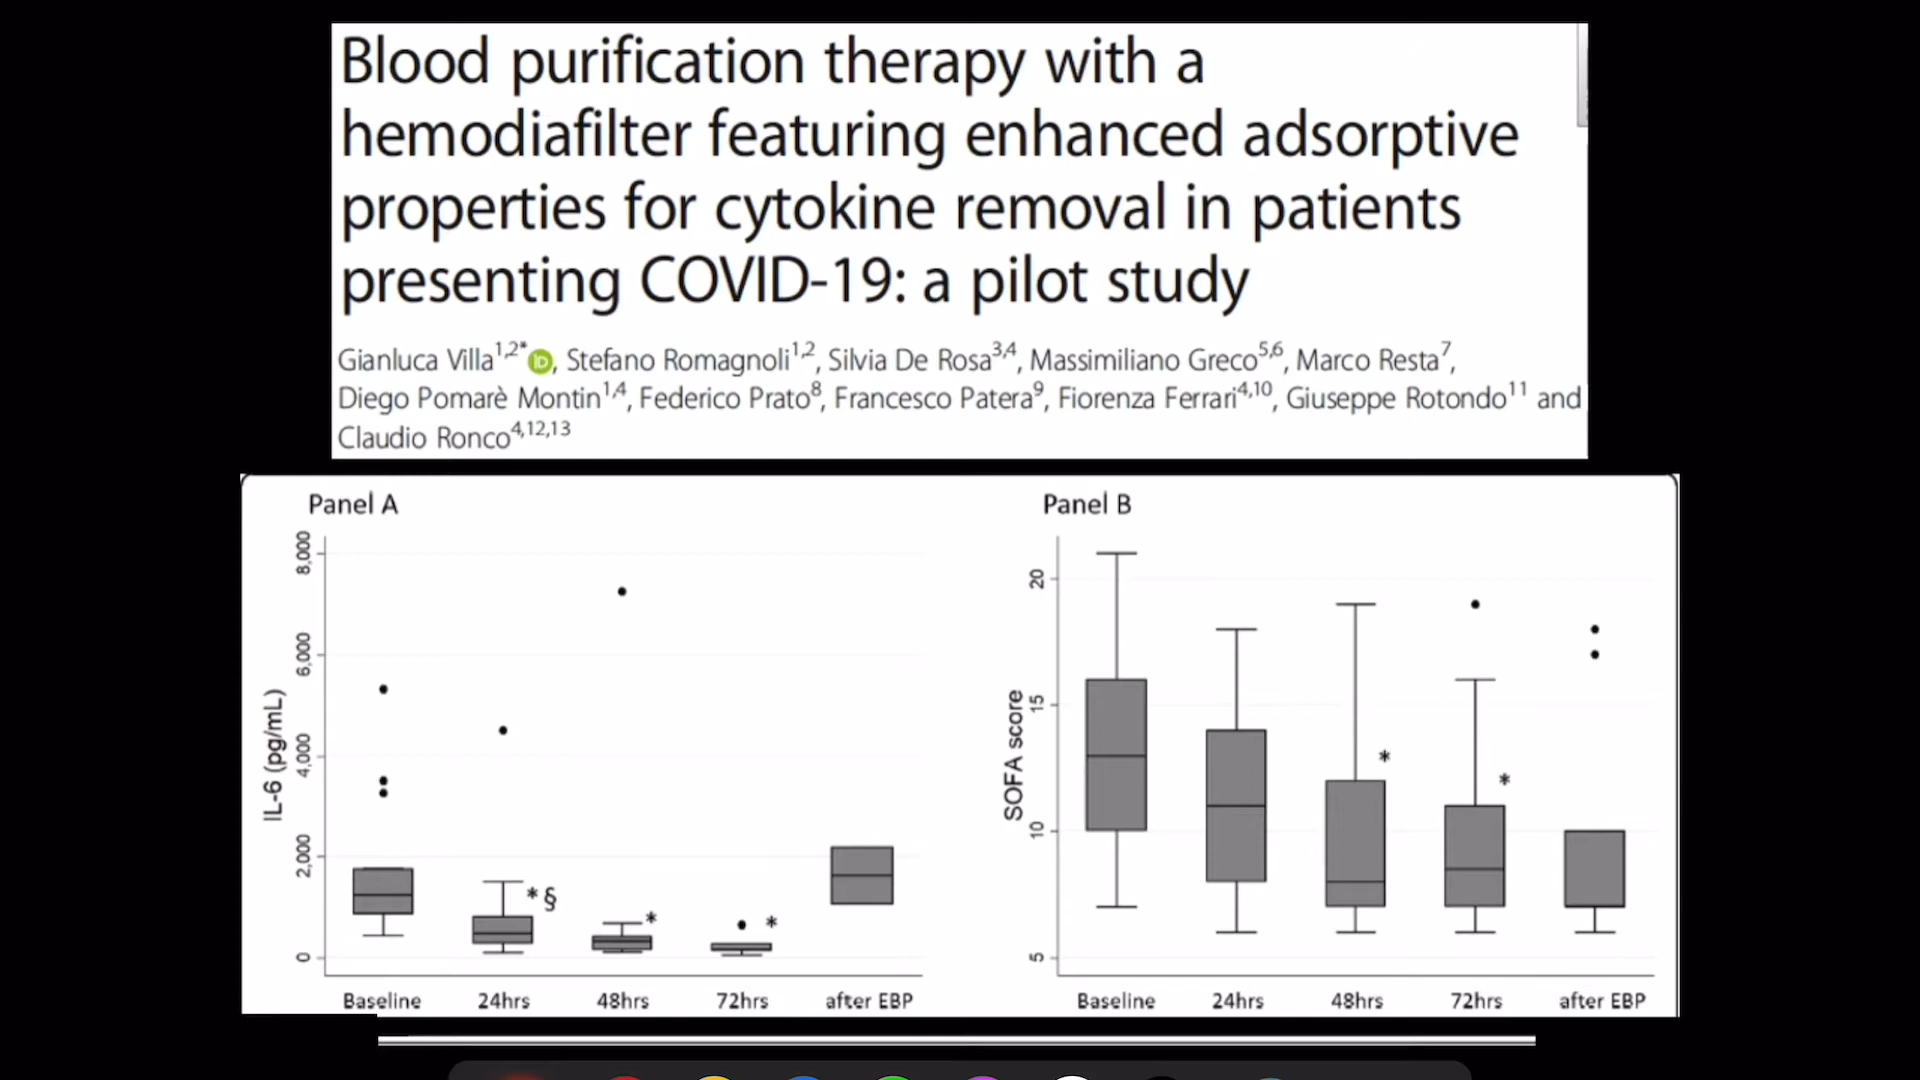 Blood purification therapy with a
hemodiafilter featuring enhanced adsorptive
properties for cytokine removal in patients
presenting COVID-19: a pilot study
Gianluca Villa1,2* iD, Stefano Romagnoli1,2, Silvia De Rosa3,4, Massimiliano Greco5,6, Marco Resta7,
Diego Pomarè Montin1,4, Federico Prato8, Francesco Patera9, Fiorenza Ferrari4,10, Giuseppe Rotondo11 and
Claudio Ronco4,12,13
Panel A
IL-6 (pg/mL)
8,000
6,000
4,000
2,000
0
* §
*
*
Baseline 24hrs 48hrs 72hrs after EBP
Panel B
SOFA score
20
15
10
5
*
*
Baseline 24hrs 48hrs 72hrs after EBP